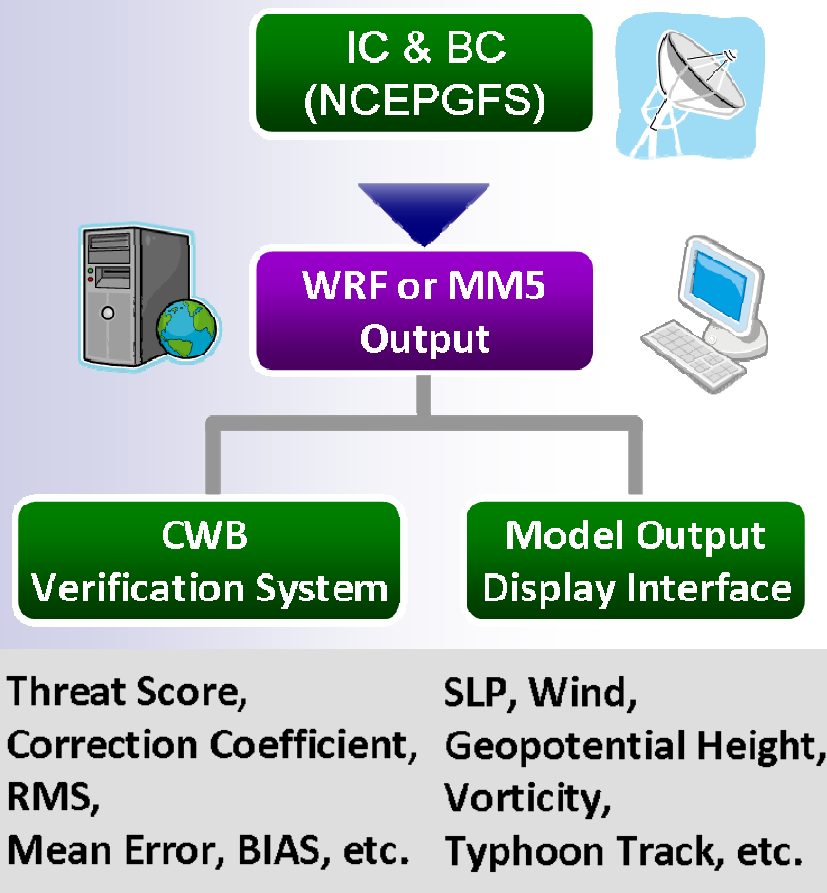 IC & BC
(NCEPGFS)
WRF or MM5
Output
CWB
Verification System
Model Output
Display Interface
Threat Score,
Correction Coefficient,
RMS,
Mean Error, BIAS, etc.
SLP, Wind,
Geopotential Height,
Vorticity,
Typhoon Track, etc.